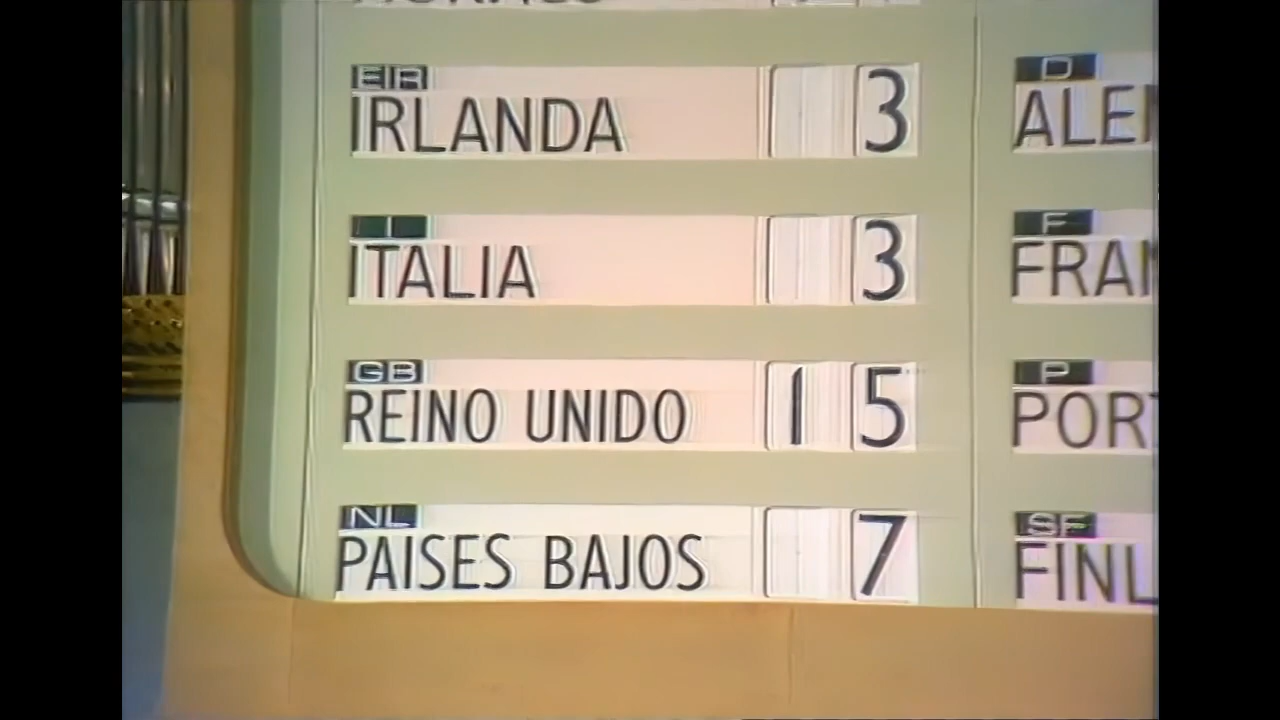 EIR
IRLANDA 3
I
ITALIA 3
GB
REINO UNIDO 15
NL
PAISES BAJOS 7
D
ALE
F
FRA
P
POR
SF
FINL